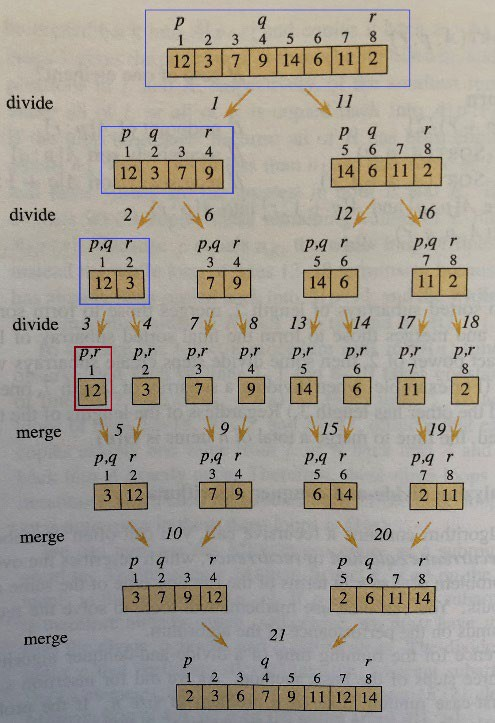 p q r
1 2 3 4 5 6 7 8
12 3 7 9 14 6 11 2
divide 1 11
p q r p q r
1 2 3 4 5 6 7 8
12 3 7 9 14 6 11 2
divide 2 6 12 16
p,q r p,q r p,q r p,q r
1 2 3 4 5 6 7 8
12 3 7 9 14 6 11 2
divide 3 4 7 8 13 14 17 18
p,r p,r p,r p,r p,r p,r p,r p,r
1 2 3 4 5 6 7 8
12 3 7 9 14 6 11 2
merge 5 9 15 19
p,q r p,q r p,q r p,q r
1 2 3 4 5 6 7 8
3 12 7 9 6 14 2 11
merge 10 20
p q r p q r
1 2 3 4 5 6 7 8
3 7 9 12 2 6 11 14
merge 21
p q r
1 2 3 4 5 6 7 8
2 3 6 7 9 11 12 14